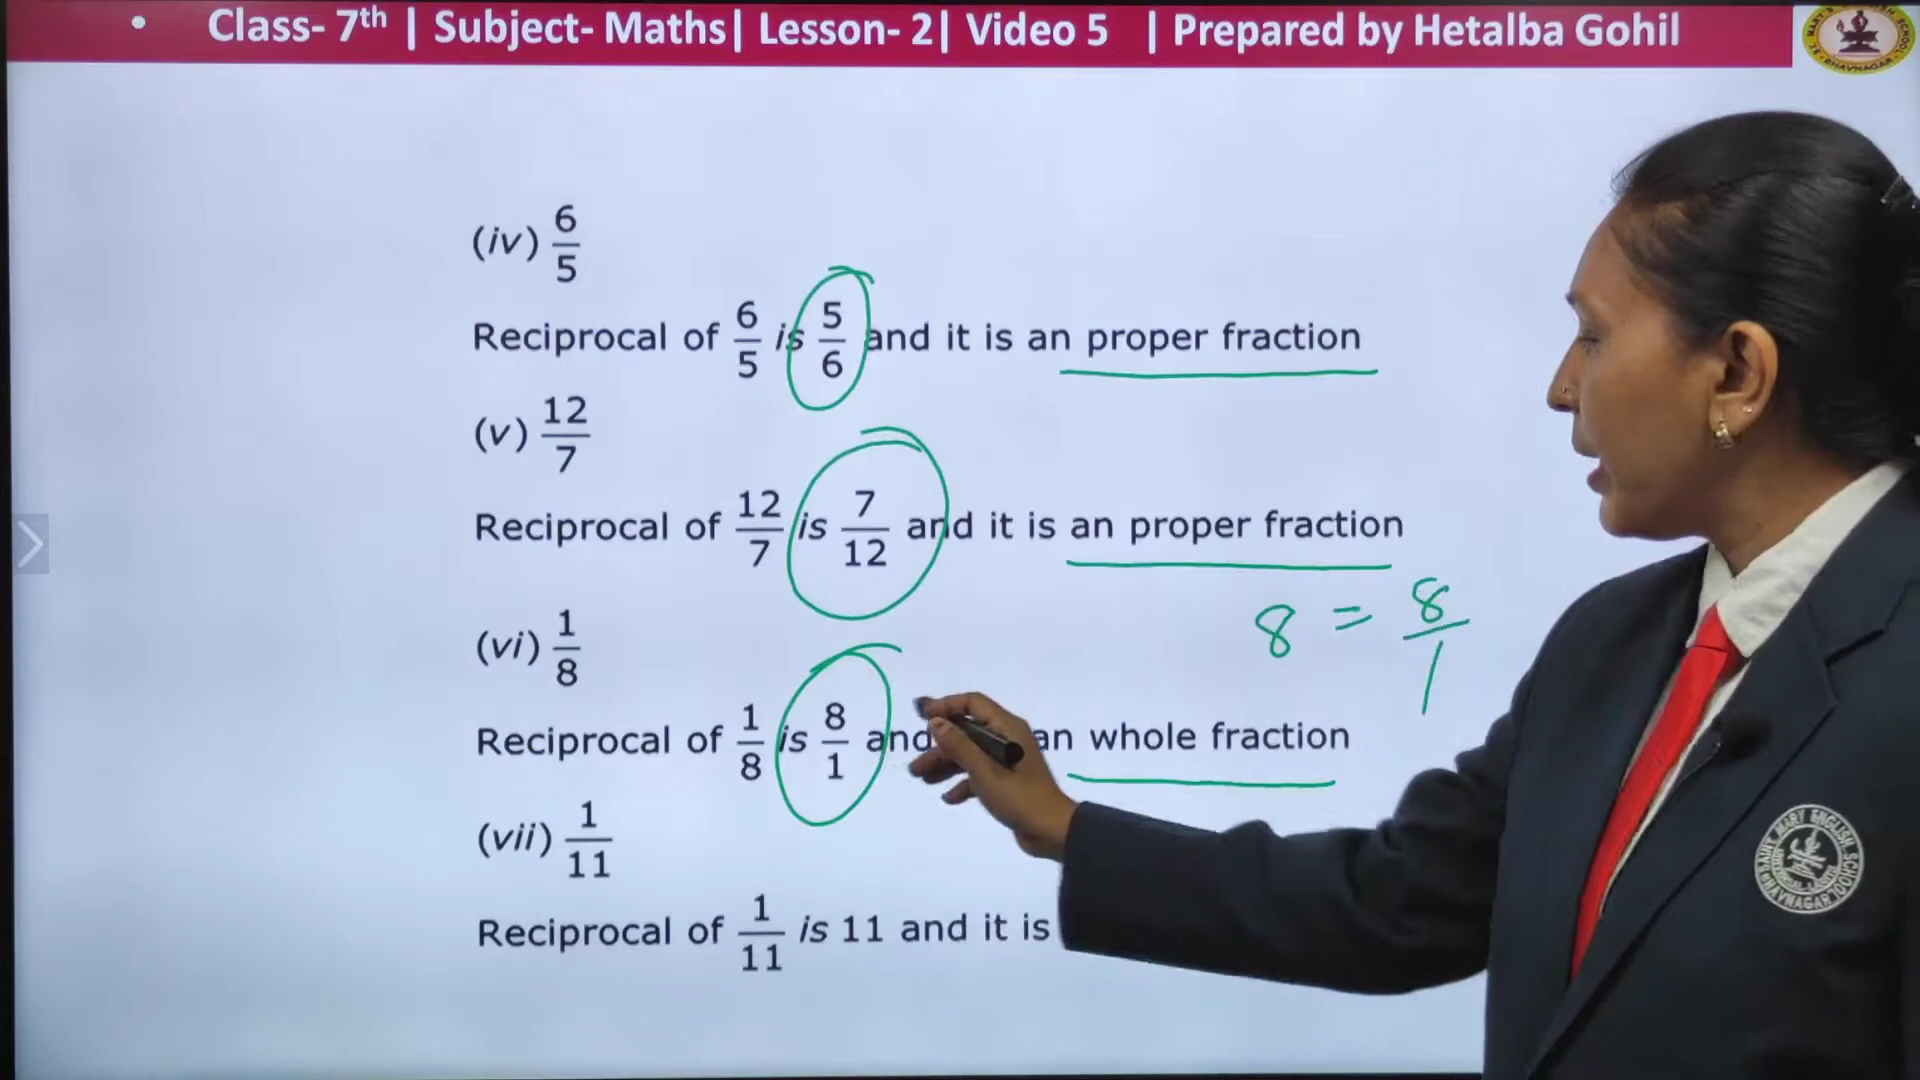 • Class- 7th | Subject- Maths| Lesson- 2| Video 5 | Prepared by Hetalba Gohil
(iv) 6/5
Reciprocal of 6/5 is 5/6 and it is an proper fraction
(v) 12/7
Reciprocal of 12/7 is 7/12 and it is an proper fraction
8 = 8/1
(vi) 1/8
Reciprocal of 1/8 is 8/1 and an whole fraction
(vii) 1/11
Reciprocal of 1/11 is 11 and it is